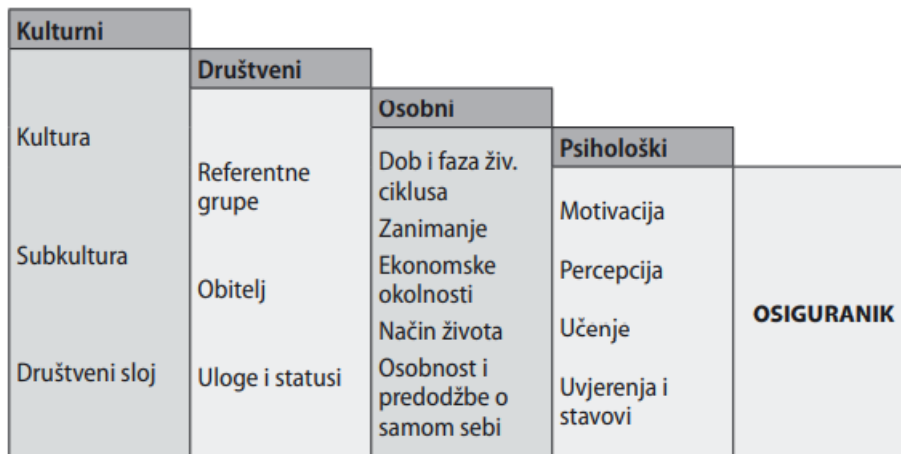 Kulturni
Kultura
Subkultura
Društveni sloj
Društveni
Referentne
grupe
Obitelj
Uloge i statusi
Osobni
Dob i faza živ.
ciklusa
Zanimanje
Ekonomske
okolnosti
Način života
Osobnost i
predodžbe o
samom sebi
Psihološki
Motivacija
Percepcija
Učenje
Uvjerenja i
stavovi
OSIGURANIK